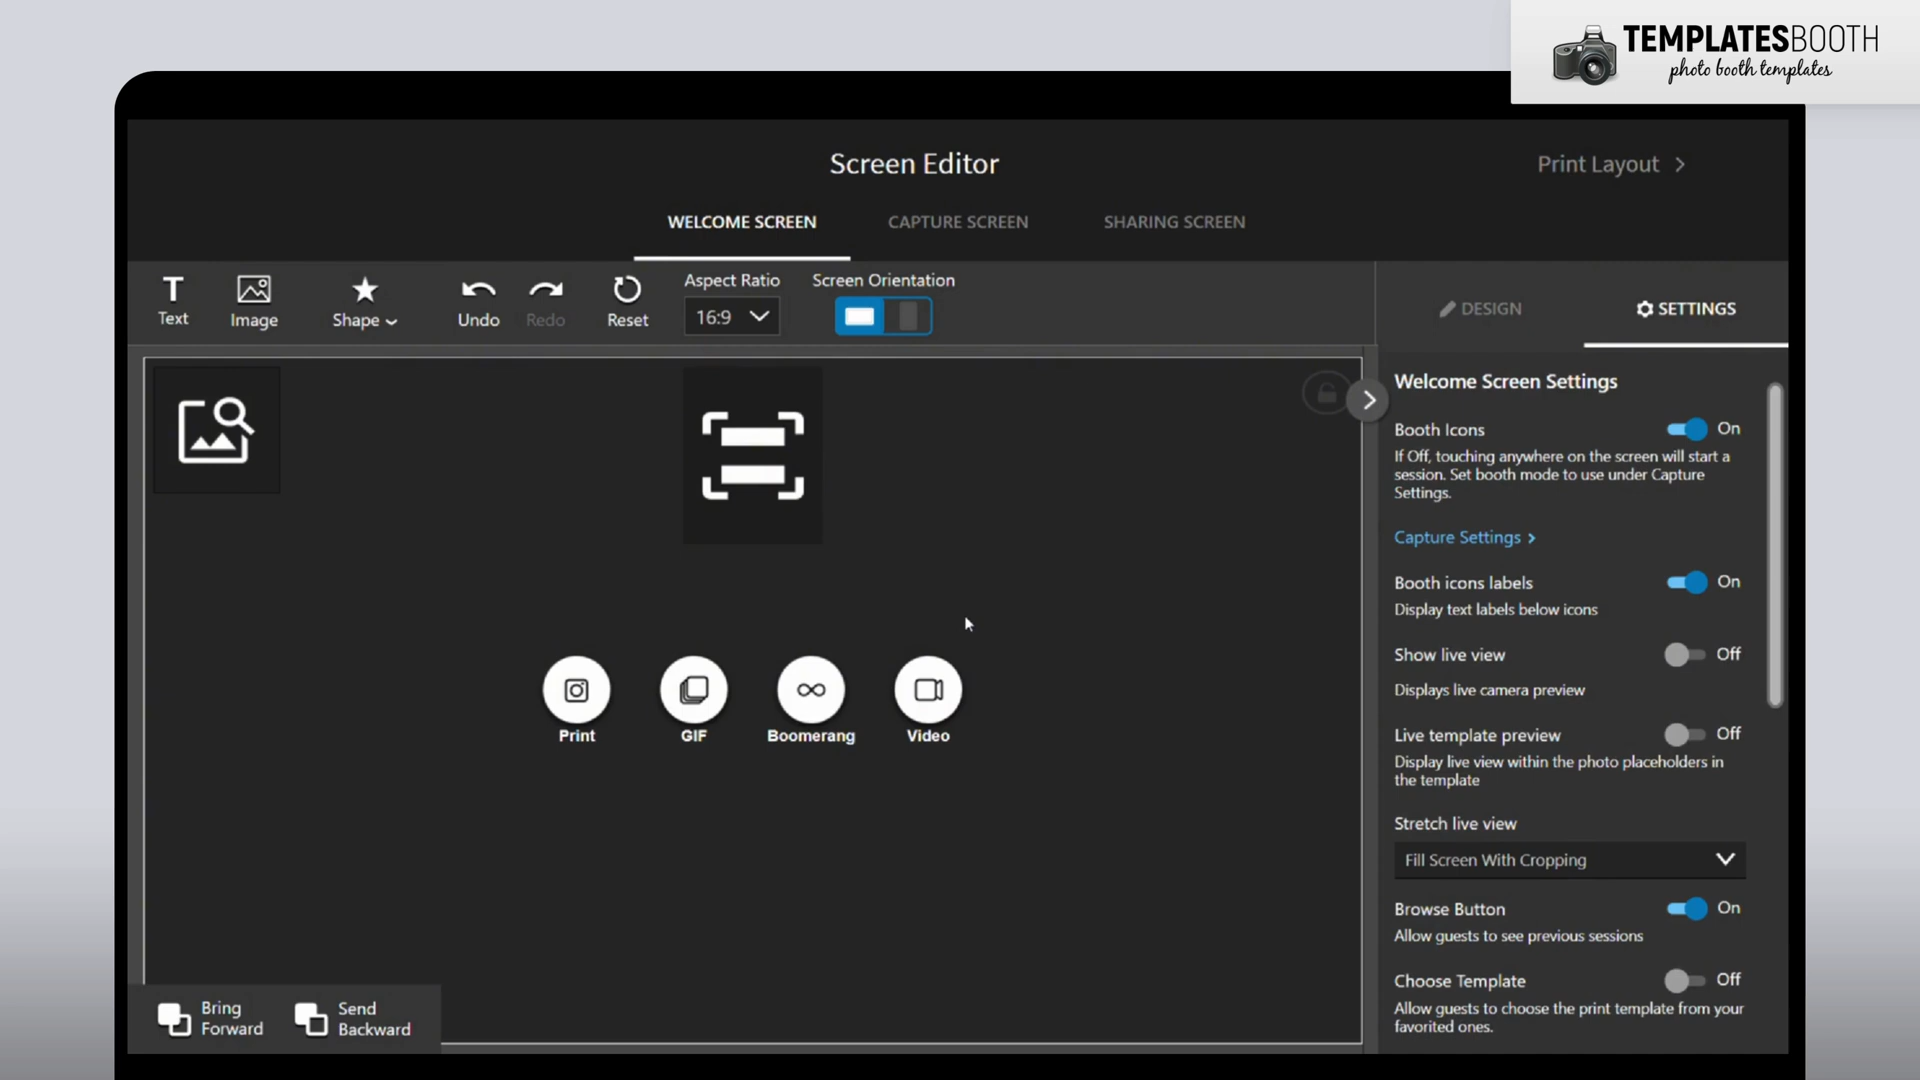 TEMPLATESBOOTH
photo booth templates
Screen Editor
Print Layout
WELCOME SCREEN
CAPTURE SCREEN
SHARING SCREEN
Text
Image
Shape
Undo
Redo
Reset
Aspect Ratio
16:9
Screen Orientation
DESIGN
SETTINGS
Welcome Screen Settings
Booth Icons
On
If Off, touching anywhere on the screen will start a
session. Set booth mode to use under Capture
Settings.
Capture Settings
Booth icons labels
On
Display text labels below icons
Show live view
Off
Displays live camera preview
Live template preview
Off
Display live view within the photo placeholders in
the template
Stretch live view
Fill Screen With Cropping
Browse Button
On
Allow guests to see previous sessions
Choose Template
Off
Allow guests to choose the print template from your
favorited ones.
Print
GIF
Boomerang
Video
Bring
Forward
Send
Backward